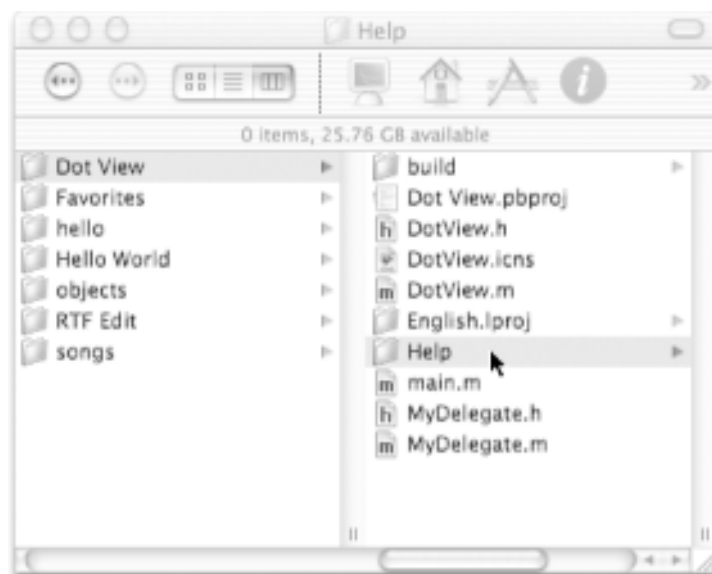 Help
0 items, 25.76 GB available
Dot View
Favorites
hello
Hello World
objects
RTF Edit
songs
build
Dot View.pbproj
DotView.h
DotView.icns
DotView.m
English.lproj
Help
main.m
MyDelegate.h
MyDelegate.m